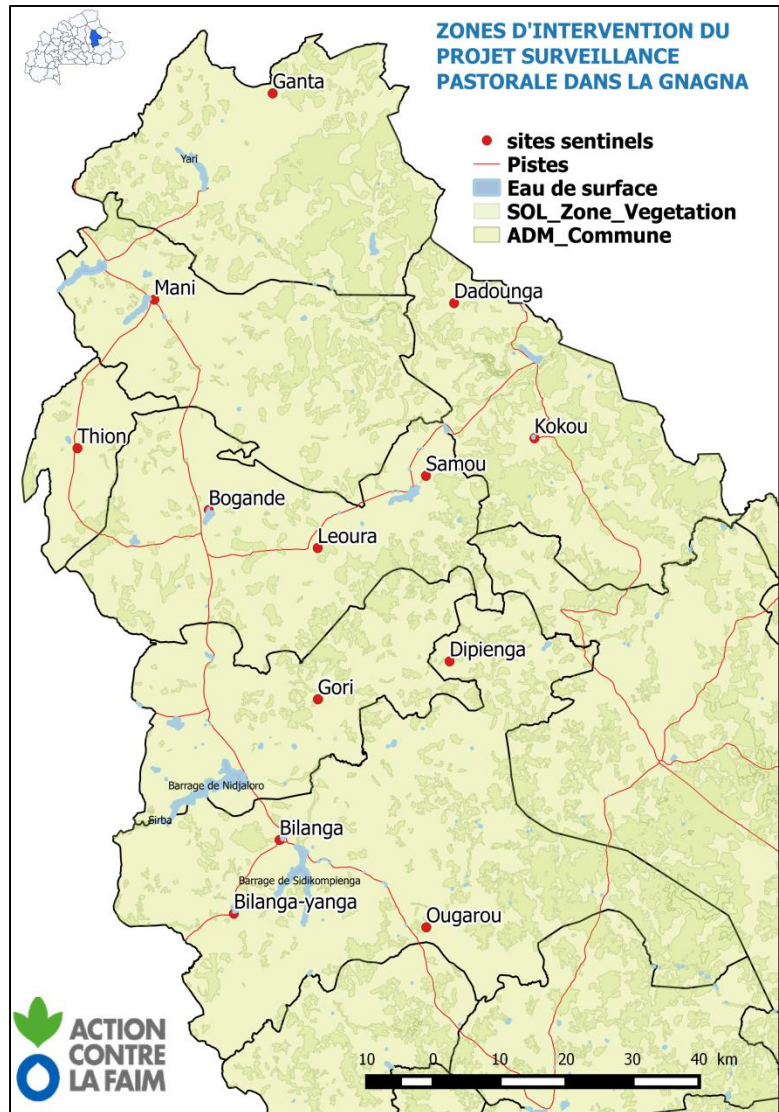 ZONES D'INTERVENTION DU
PROJET SURVEILLANCE
PASTORALE DANS LA GNAGNA
sites sentinels
Pistes
Eau de surface
SOL_Zone_Vegetation
ADM_Commune
Ganta
Yari
Mani
Dadounga
Thion
Kokou
Samou
Bogande
Leoura
Dipienga
Gori
Barrage de Nidjaloro
Sirba
Bilanga
Barrage de Sidikompienga
Bilanga-yanga
Ougarou
ACTION
CONTRE
LA FAIM
10 0 10 20 30 40 km